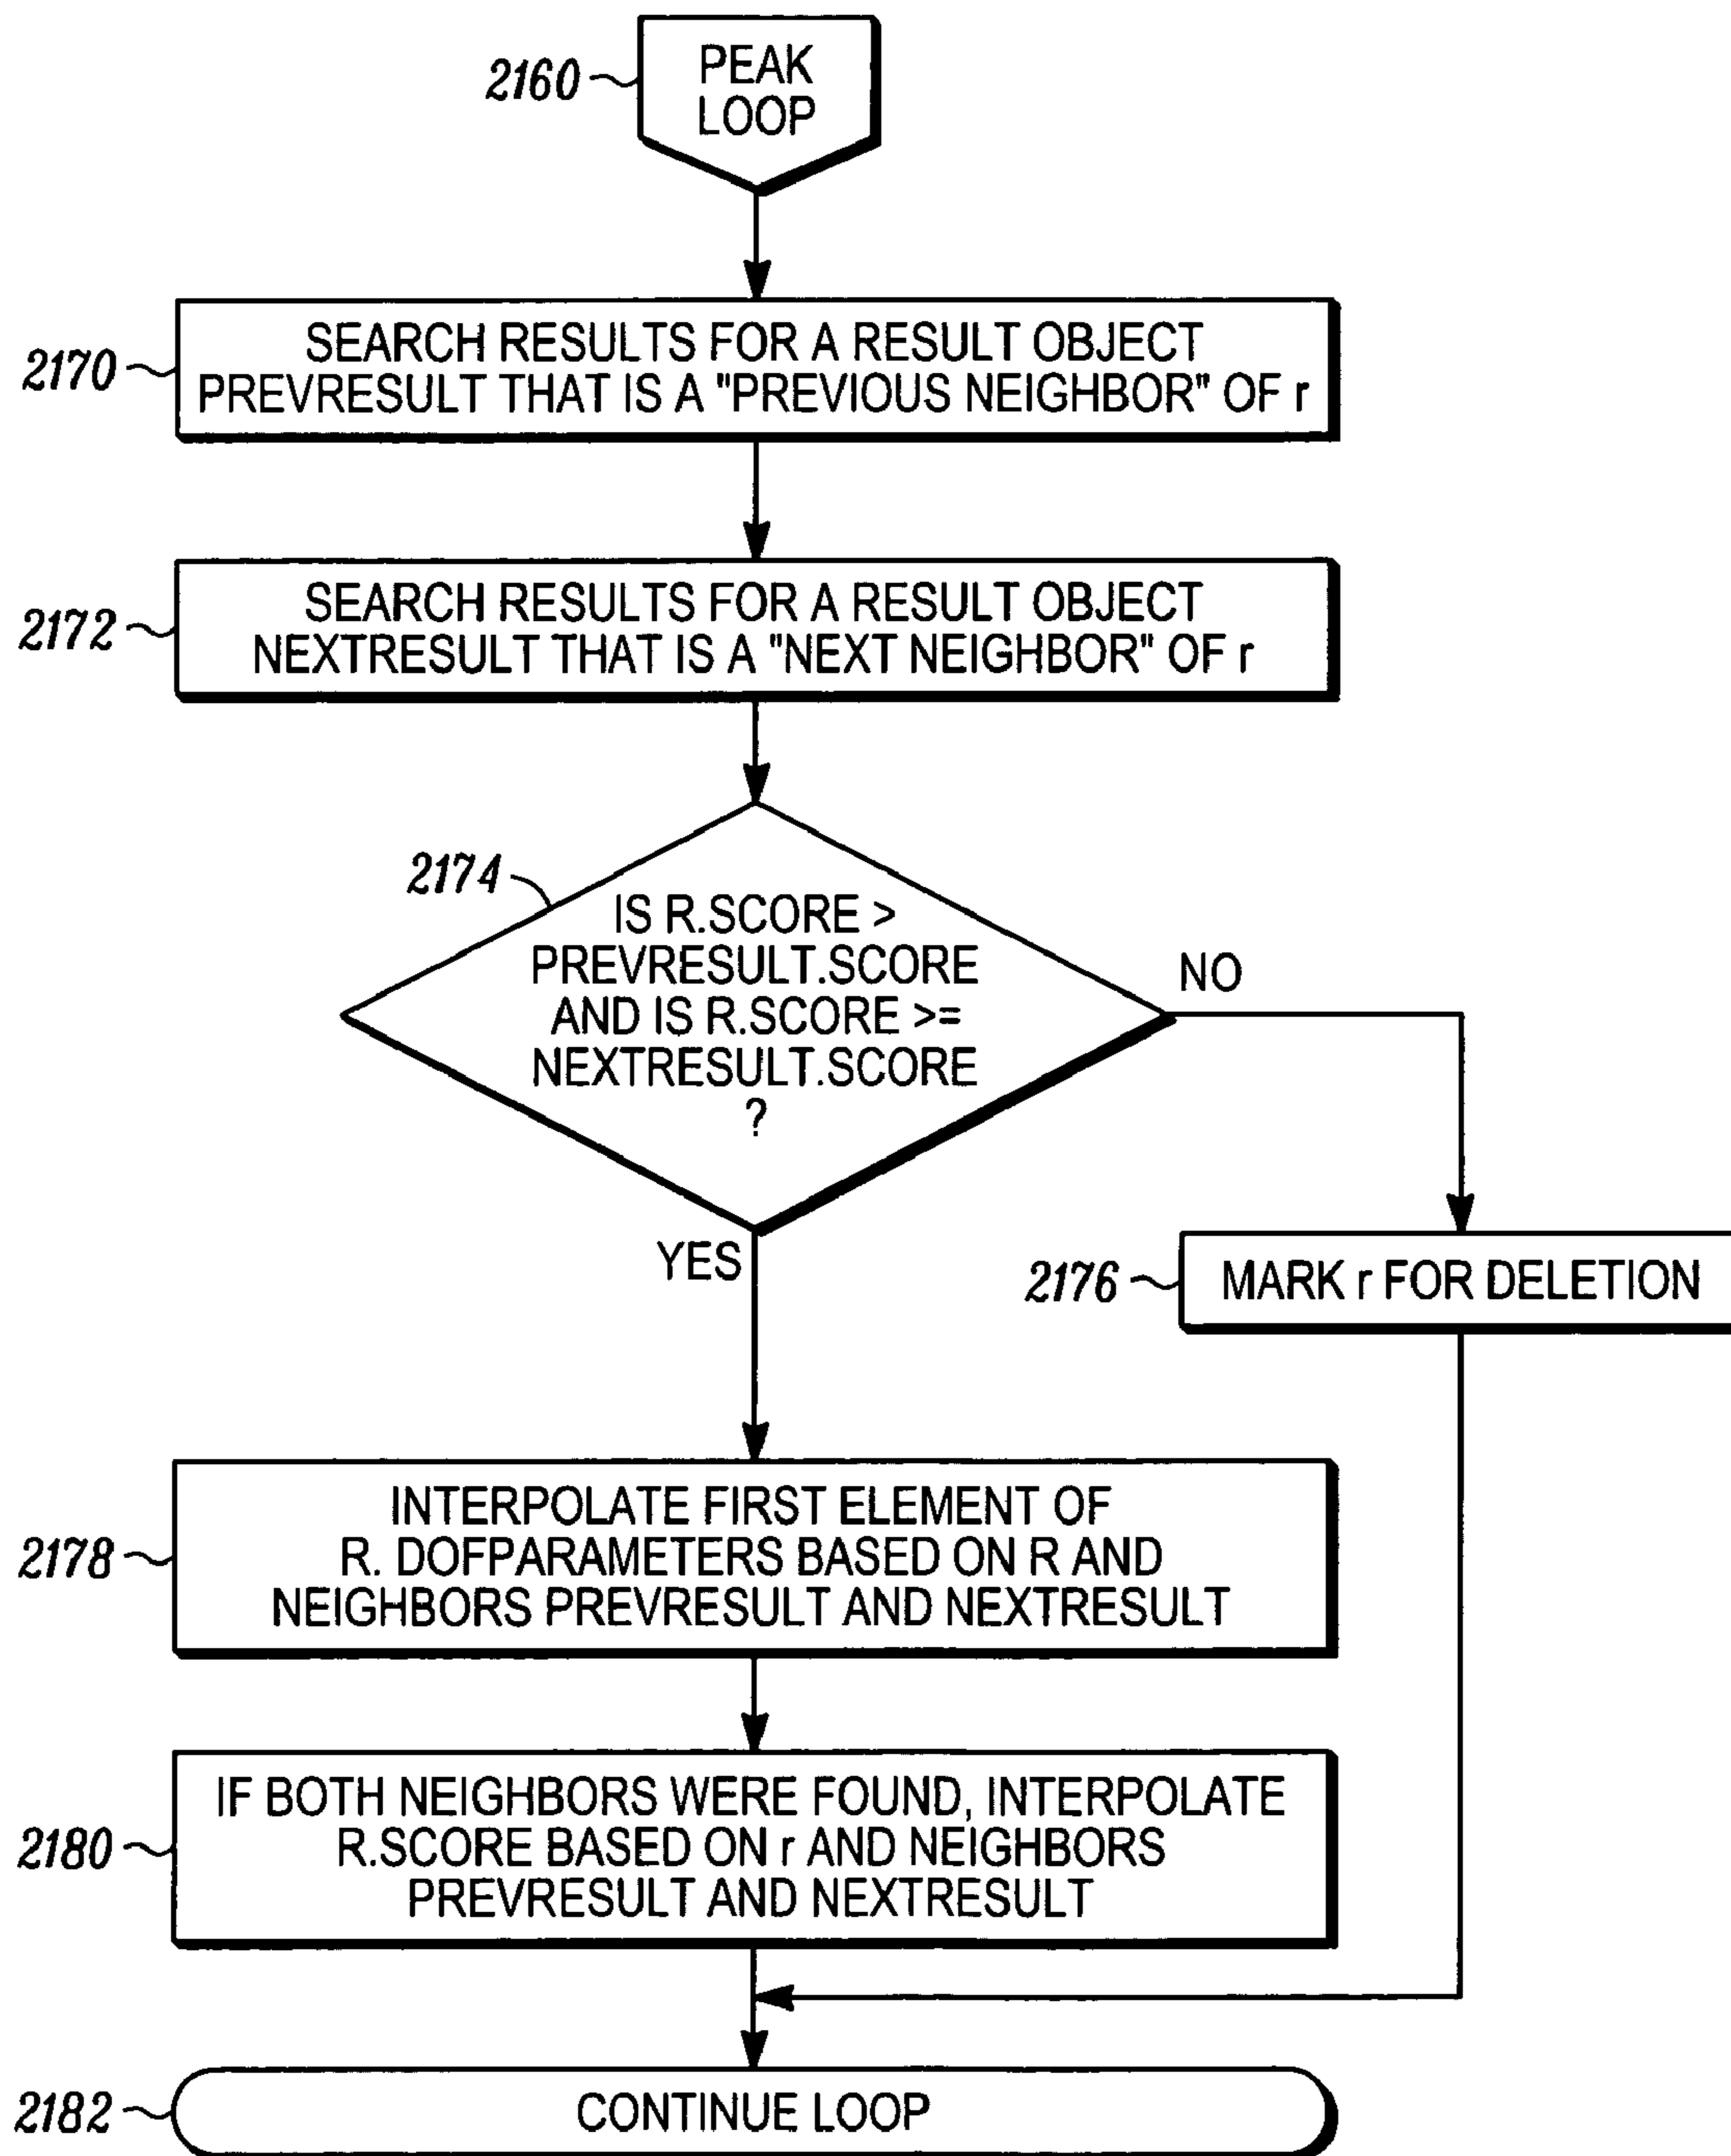 2160
PEAK
LOOP
2170
SEARCH RESULTS FOR A RESULT OBJECT
PREVRESULT THAT IS A "PREVIOUS NEIGHBOR" OF r
2172
SEARCH RESULTS FOR A RESULT OBJECT
NEXTRESULT THAT IS A "NEXT NEIGHBOR" OF r
2174
IS R.SCORE >
PREVRESULT.SCORE
AND IS R.SCORE >=
NEXTRESULT.SCORE
?
NO
YES
2176
MARK r FOR DELETION
2178
INTERPOLATE FIRST ELEMENT OF
R. DOFPARAMETERS BASED ON R AND
NEIGHBORS PREVRESULT AND NEXTRESULT
2180
IF BOTH NEIGHBORS WERE FOUND, INTERPOLATE
R.SCORE BASED ON r AND NEIGHBORS
PREVRESULT AND NEXTRESULT
2182
CONTINUE LOOP